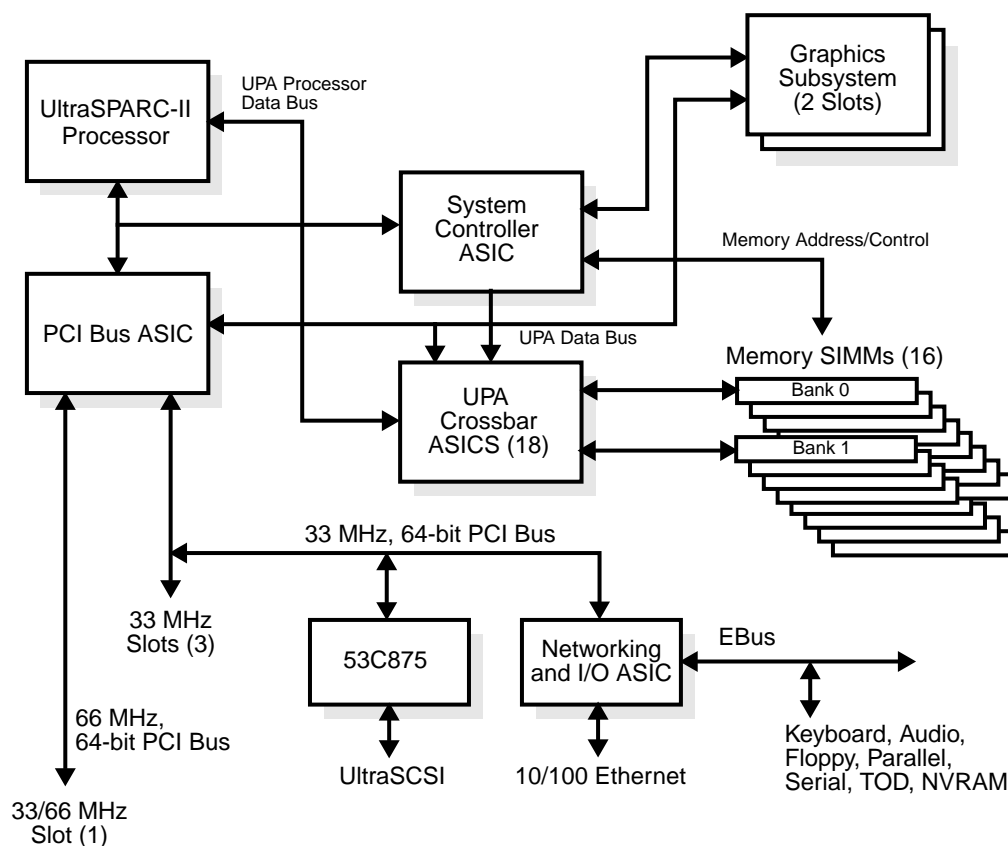 Graphics
Subsystem
(2 Slots)
UPA Processor
Data Bus
UltraSPARC-II
Processor
System
Controller
ASIC
Memory Address/Control
PCI Bus ASIC
UPA Data Bus
Memory SIMMs (16)
Bank 0
UPA
Crossbar
ASICS (18)
Bank 1
33 MHz, 64-bit PCI Bus
33 MHz
Slots (3)
53C875
Networking
and I/O ASIC
EBus
66 MHz,
64-bit PCI Bus
UltraSCSI
10/100 Ethernet
Keyboard, Audio,
Floppy, Parallel,
Serial, TOD, NVRAM
33/66 MHz
Slot (1)